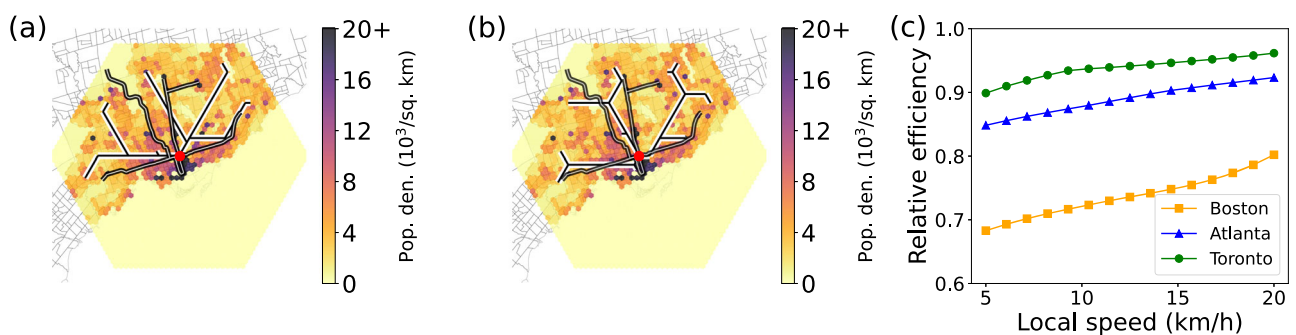 (a)
20+
16
12
8
4
0
Pop. den. (10³/sq. km)
(b)
20+
16
12
8
4
0
Pop. den. (10³/sq. km)
(c)
1.0
0.9
0.8
0.7
0.6
Relative efficiency
Boston
Atlanta
Toronto
5
10
15
20
Local speed (km/h)